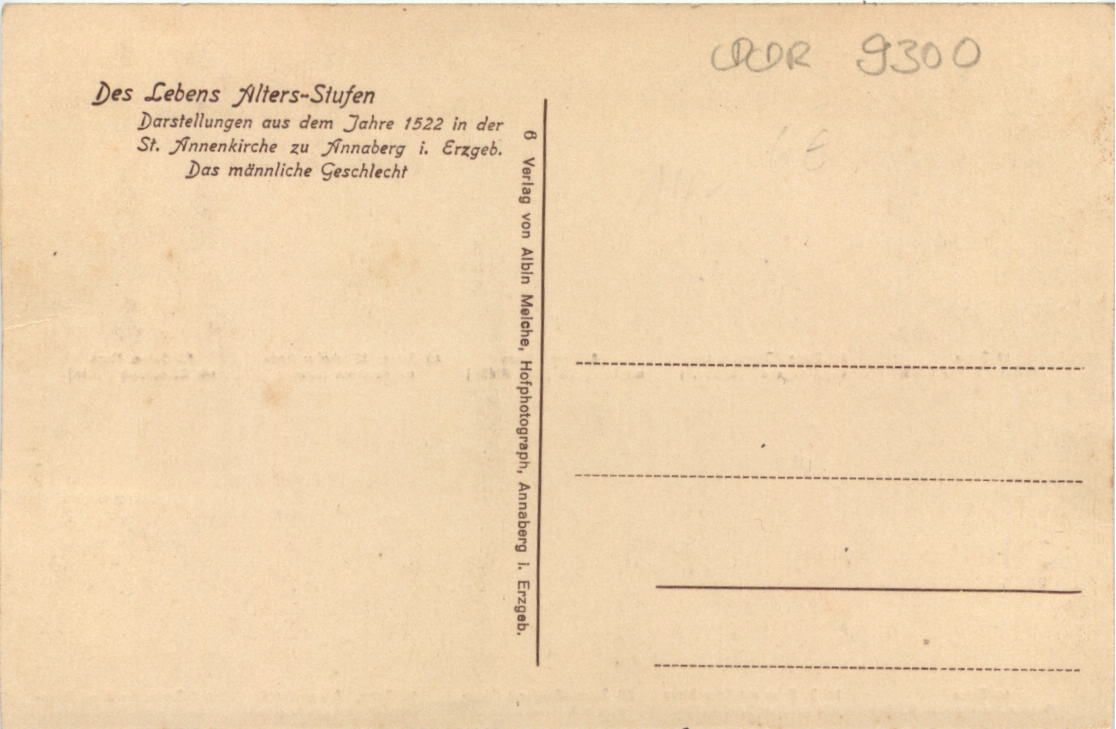 DDR 9300
Des Lebens Alters-Stufen
Darstellungen aus dem Jahre 1522 in der
St. Annenkirche zu Annaberg i. Erzgeb.
Das männliche Geschlecht
6 Verlag von Albin Meiche, Hofphotograph, Annaberg i. Erzgeb.